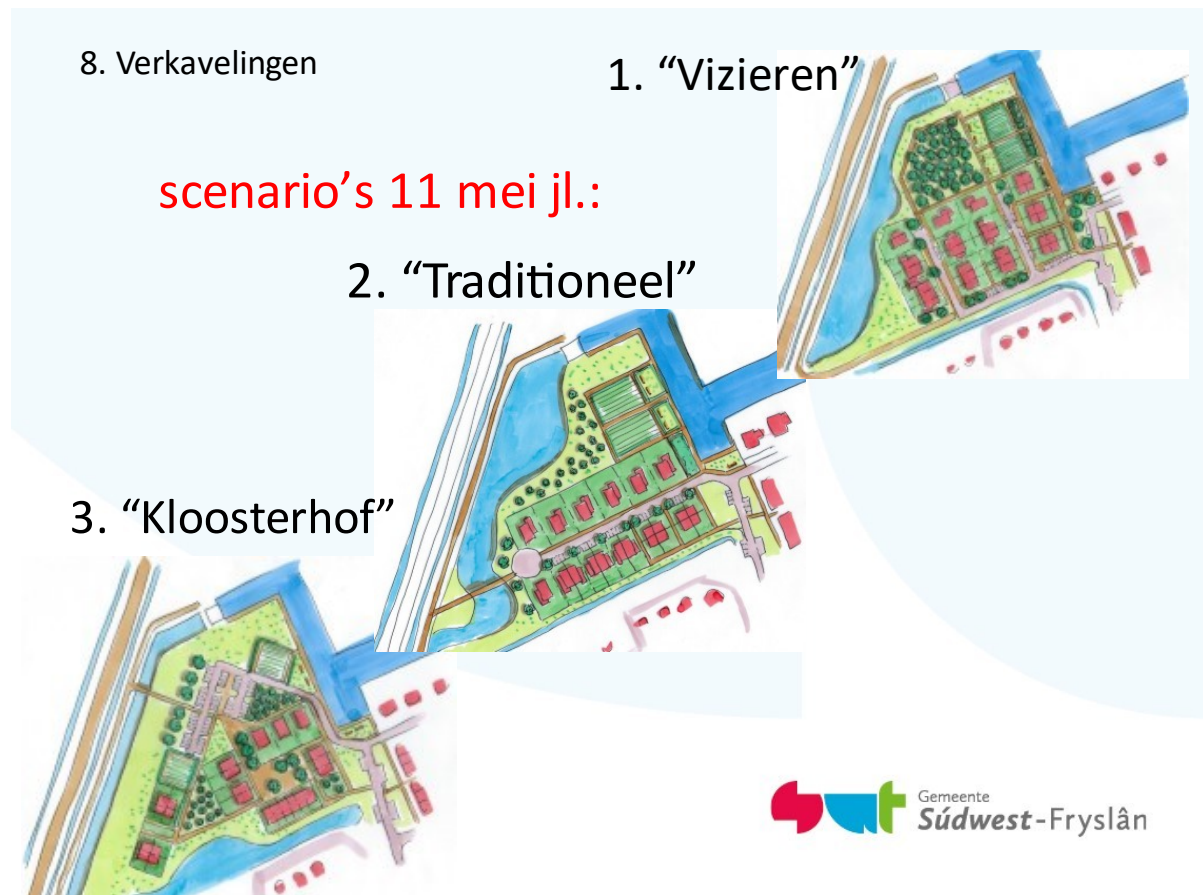 8. Verkavelingen
1. “Vizieren”
scenario’s 11 mei jl.:
2. “Traditioneel”
3. “Kloosterhof”
Gemeente
Súdwest-Fryslân